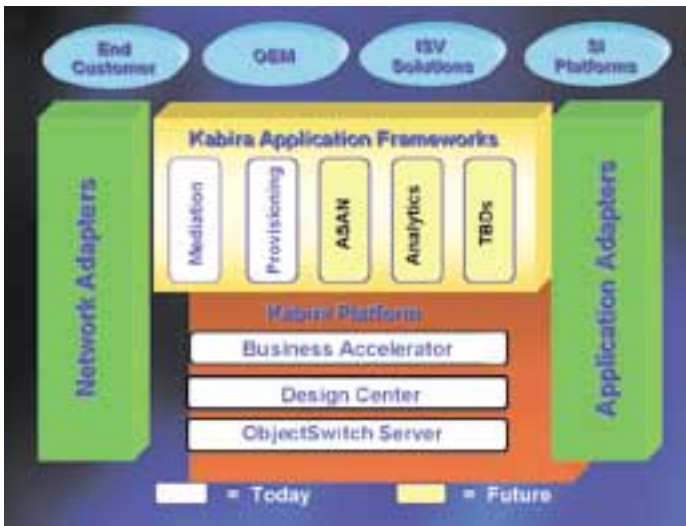 End
Customer
OEM
ISV
Solutions
SI
Platforms
Kabira Application Frameworks
Network Adapters
Mediation
Provisioning
ASAN
Analytics
TBDs
Application Adapters
Kabira Platform
Business Accelerator
Design Center
ObjectSwitch Server
= Today
= Future